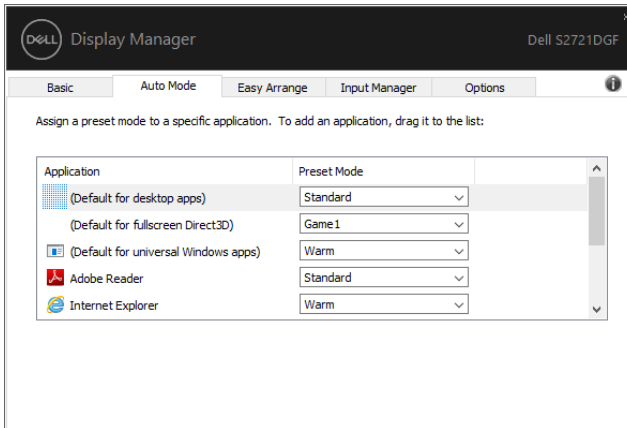 DELL Display Manager Dell S2721DGF
Basic Auto Mode Easy Arrange Input Manager Options
Assign a preset mode to a specific application. To add an application, drag it to the list:
Application Preset Mode
(Default for desktop apps) Standard
(Default for fullscreen Direct3D) Game1
(Default for universal Windows apps) Warm
Adobe Reader Standard
Internet Explorer Warm